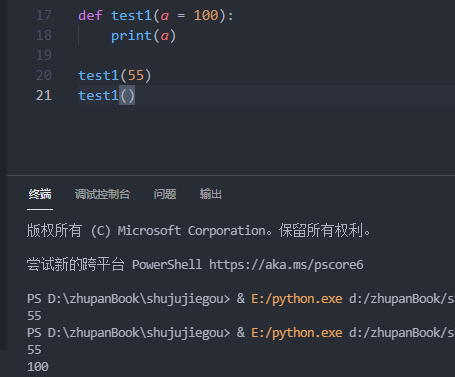 17 def test1(a = 100):
18 print(a)
19
20 test1(55)
21 test1()
终端 调试控制台 问题 输出
版权所有 (C) Microsoft Corporation。保留所有权利。
尝试新的跨平台 PowerShell https://aka.ms/pscore6
PS D:\zhupanBook\shujujiegou> & E:/python.exe d:/zhupanBook/s
55
PS D:\zhupanBook\shujujiegou> & E:/python.exe d:/zhupanBook/s
55
100